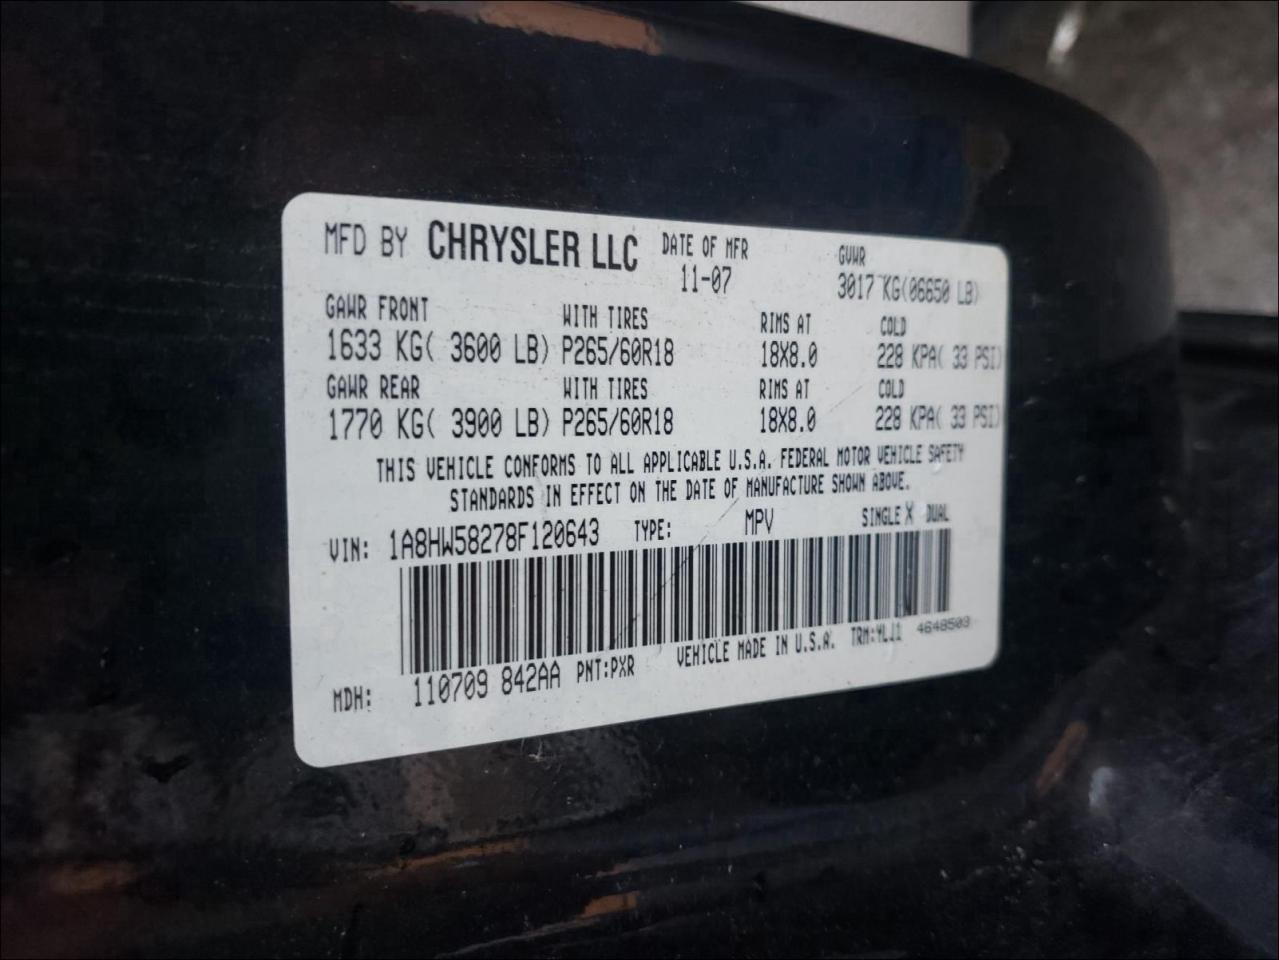 MFD BY CHRYSLER LLC DATE OF MFR GVWR
11-07 3017 KG(06650 LB)
GAWR FRONT WITH TIRES RIMS AT COLD
1633 KG( 3600 LB) P265/60R18 18X8.0 228 KPA( 33 PSI)
GAWR REAR WITH TIRES RIMS AT COLD
1770 KG( 3900 LB) P265/60R18 18X8.0 228 KPA( 33 PSI)
THIS VEHICLE CONFORMS TO ALL APPLICABLE U.S.A. FEDERAL MOTOR VEHICLE SAFETY
STANDARDS IN EFFECT ON THE DATE OF MANUFACTURE SHOWN ABOVE.
VIN: 1A8HW58278F120643 TYPE: MPV SINGLE X DUAL
MDH: 110709 842AA PNT:PXR VEHICLE MADE IN U.S.A. TRM:YLJ1 4648503